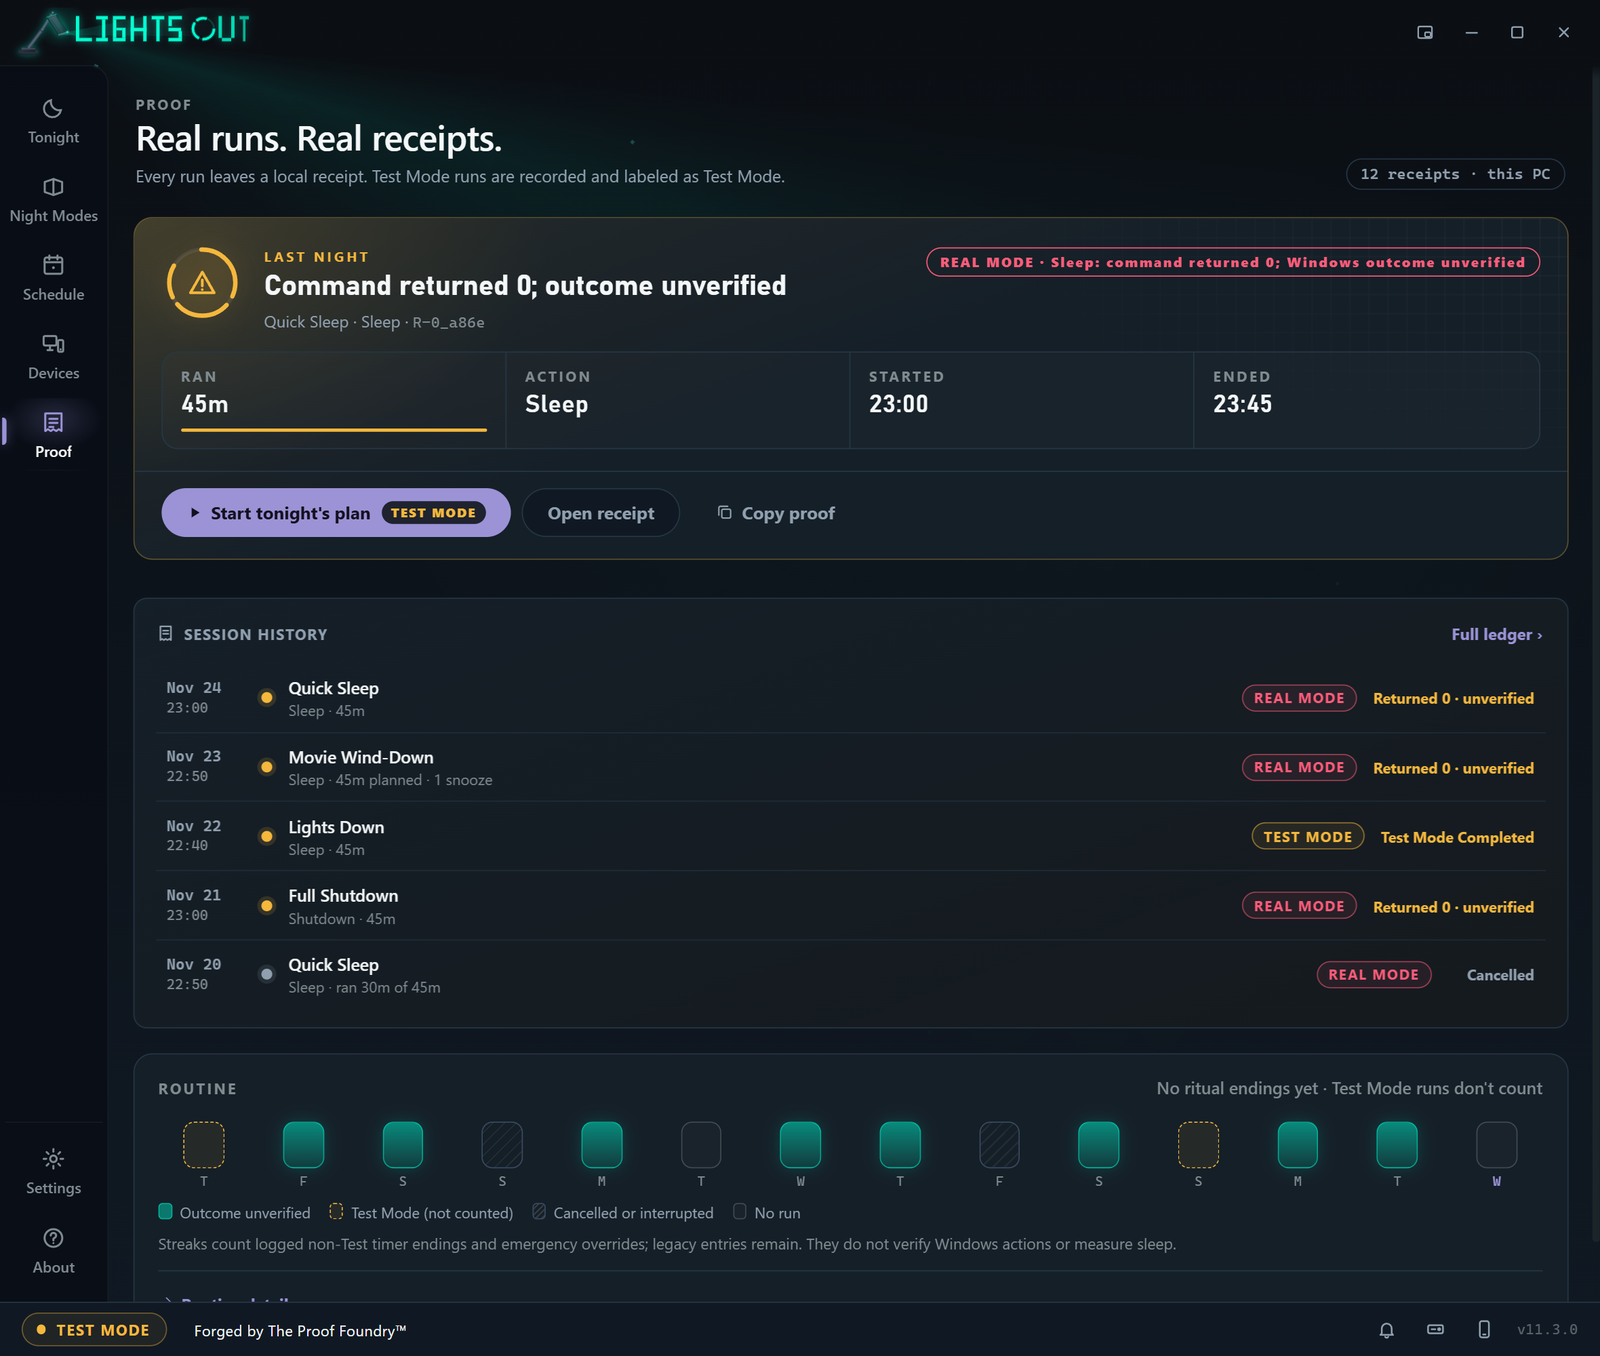 LIGHTS OUT
Tonight
Night Modes
Schedule
Devices
Proof
Settings
About
PROOF
Real runs. Real receipts.
Every run leaves a local receipt. Test Mode runs are recorded and labeled as Test Mode.
12 receipts · this PC
LAST NIGHT
Command returned 0; outcome unverified
Quick Sleep · Sleep · R-0_a86e
REAL MODE · Sleep: command returned 0; Windows outcome unverified
RAN
45m
ACTION
Sleep
STARTED
23:00
ENDED
23:45
Start tonight's plan TEST MODE
Open receipt
Copy proof
SESSION HISTORY
Full ledger ›
Nov 24
23:00
Quick Sleep
Sleep · 45m
REAL MODE
Returned 0 · unverified
Nov 23
22:50
Movie Wind-Down
Sleep · 45m planned · 1 snooze
REAL MODE
Returned 0 · unverified
Nov 22
22:40
Lights Down
Sleep · 45m
TEST MODE
Test Mode Completed
Nov 21
23:00
Full Shutdown
Shutdown · 45m
REAL MODE
Returned 0 · unverified
Nov 20
22:50
Quick Sleep
Sleep · ran 30m of 45m
REAL MODE
Cancelled
ROUTINE
No ritual endings yet · Test Mode runs don't count
T F S S M T W T F S S M T W
Outcome unverified
Test Mode (not counted)
Cancelled or interrupted
No run
Streaks count logged non-Test timer endings and emergency overrides; legacy entries remain. They do not verify Windows actions or measure sleep.
TEST MODE
Forged by The Proof Foundry™
v11.3.0